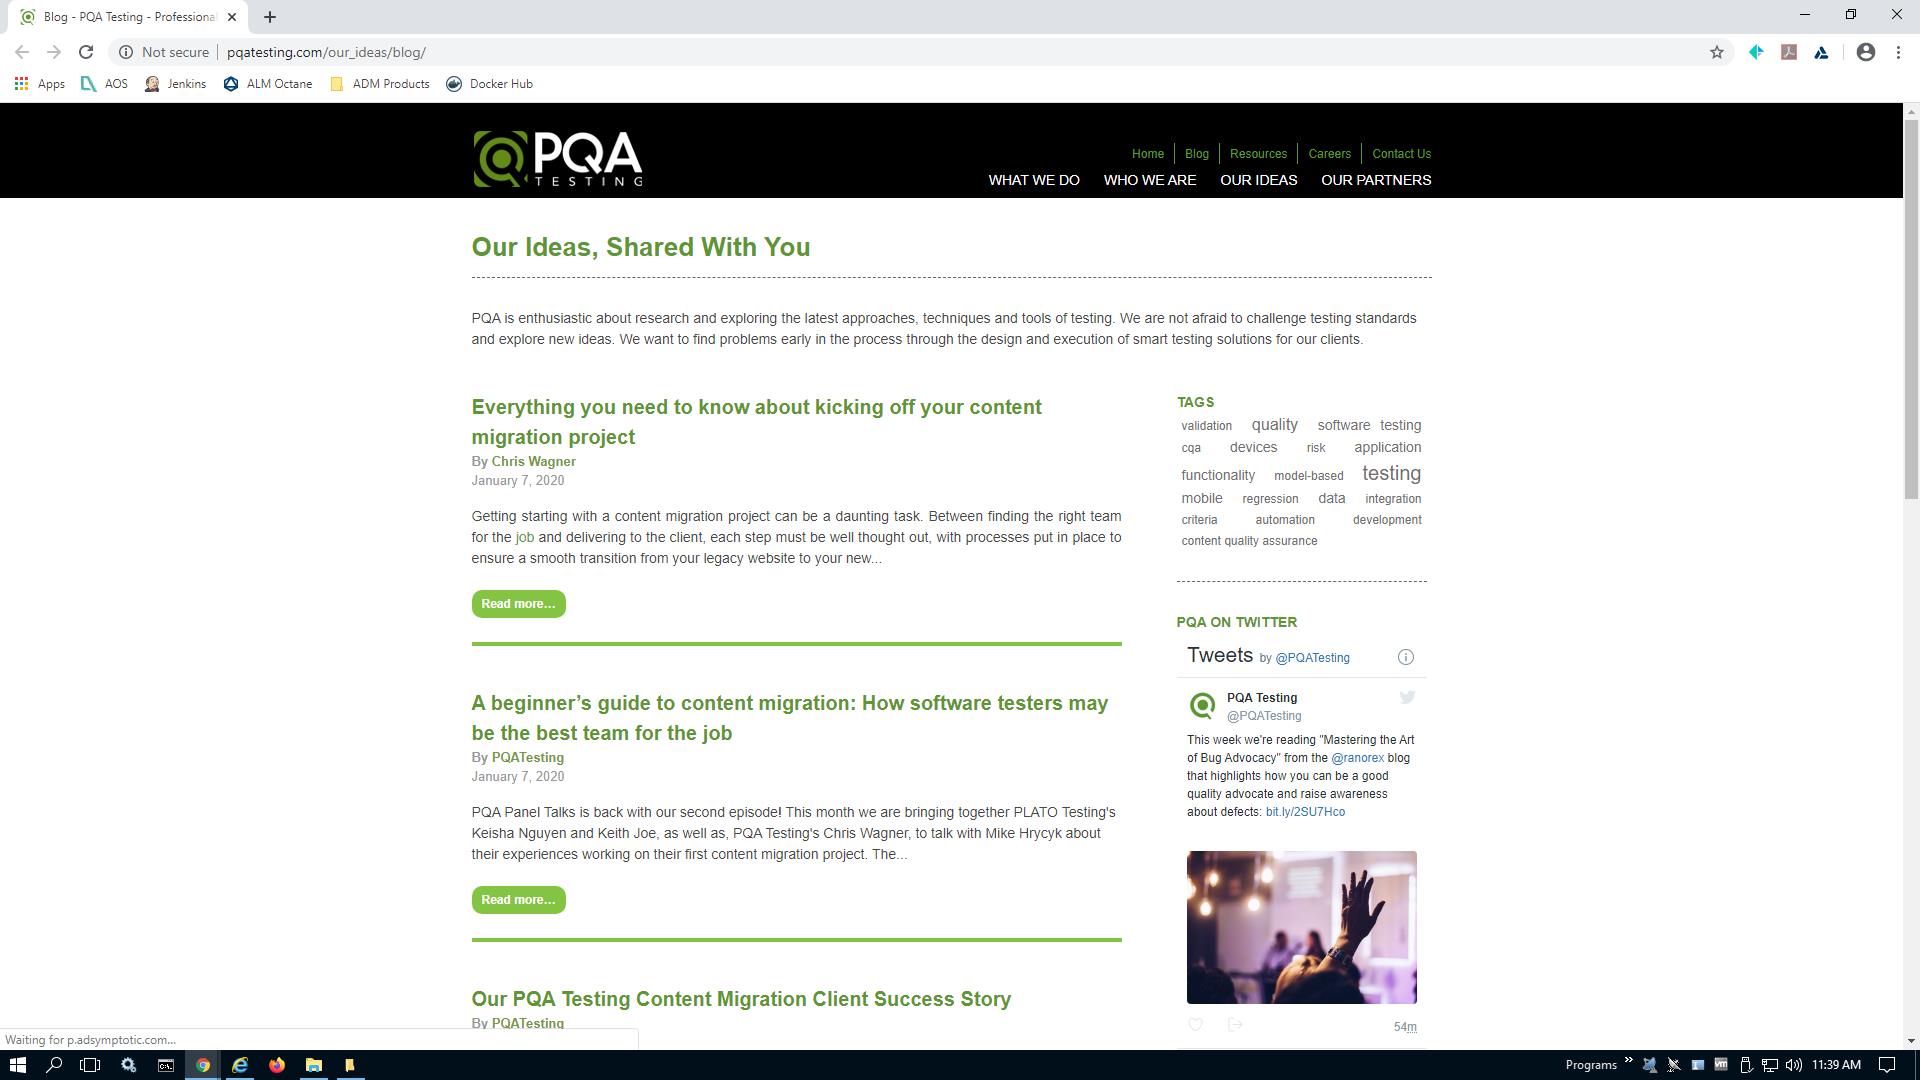 Blog - PQA Testing - Professiona
Not secure | pqatesting.com/our_ideas/blog/
Apps AOS Jenkins ALM Octane ADM Products Docker Hub
PQA
TESTING
Home Blog Resources Careers Contact Us
WHAT WE DO WHO WE ARE OUR IDEAS OUR PARTNERS
Our Ideas, Shared With You
PQA is enthusiastic about research and exploring the latest approaches, techniques and tools of testing. We are not afraid to challenge testing standards
and explore new ideas. We want to find problems early in the process through the design and execution of smart testing solutions for our clients.
Everything you need to know about kicking off your content
migration project
By Chris Wagner
January 7, 2020
Getting starting with a content migration project can be a daunting task. Between finding the right team
for the job and delivering to the client, each step must be well thought out, with processes put in place to
ensure a smooth transition from your legacy website to your new...
Read more...
A beginner’s guide to content migration: How software testers may
be the best team for the job
By PQATesting
January 7, 2020
PQA Panel Talks is back with our second episode! This month we are bringing together PLATO Testing's
Keisha Nguyen and Keith Joe, as well as, PQA Testing's Chris Wagner, to talk with Mike Hrycyk about
their experiences working on their first content migration project. The...
Read more...
Our PQA Testing Content Migration Client Success Story
By PQATesting
TAGS
validation quality software testing
cqa devices risk application
functionality model-based testing
mobile regression data integration
criteria automation development
content quality assurance
PQA ON TWITTER
Tweets by @PQATesting
PQA Testing
@PQATesting
This week we're reading "Mastering the Art
of Bug Advocacy" from the @ranorex blog
that highlights how you can be a good
quality advocate and raise awareness
about defects: bit.ly/2SU7Hco
54m
Waiting for p.adsymptotic.com...
Programs » 11:39 AM